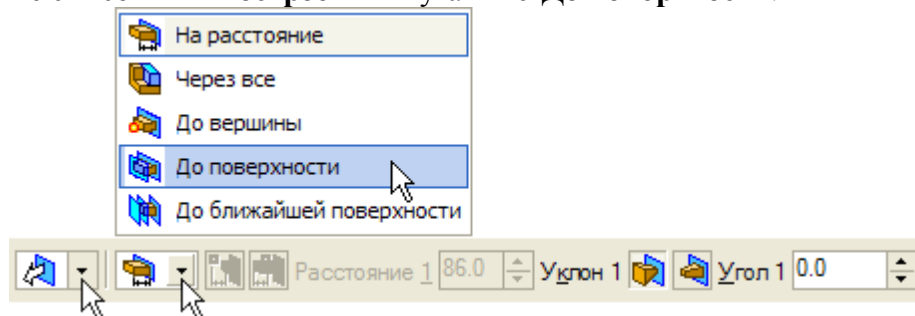 На расстояние
Через все
До вершины
До поверхности
До ближайшей поверхности
Расстояние 1 86.0 Уклон 1 Угол 1 0.0